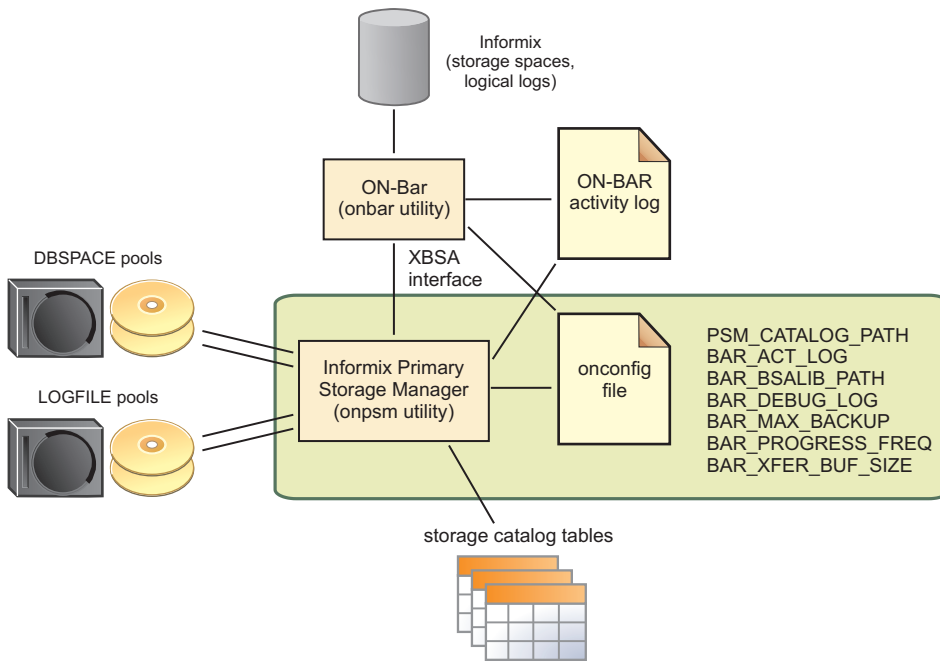 Informix
(storage spaces,
logical logs)
ON-Bar
(onbar utility)
ON-BAR
activity log
XBSA
interface
DBSPACE pools
LOGFILE pools
Informix Primary
Storage Manager
(onpsm utility)
onconfig
file
PSM_CATALOG_PATH
BAR_ACT_LOG
BAR_BSALIB_PATH
BAR_DEBUG_LOG
BAR_MAX_BACKUP
BAR_PROGRESS_FREQ
BAR_XFER_BUF_SIZE
storage catalog tables